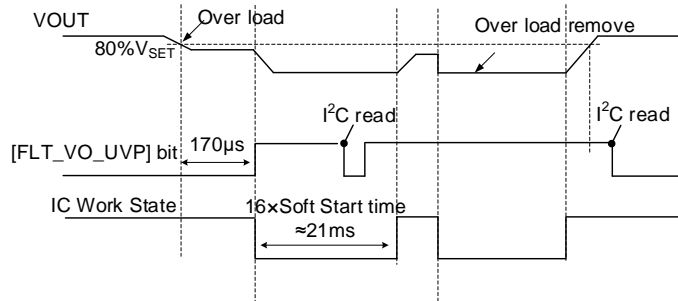 Over load
VOUT
Over load remove
80%VSET
I²C read
I²C read
[FLT_VO_UVP] bit
170µs
IC Work State
16×Soft Start time
≈21ms